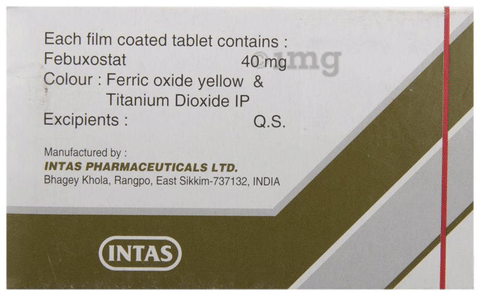 Each film coated tablet contains :
Febuxostat 40 mg
Colour : Ferric oxide yellow &
Titanium Dioxide IP
Excipients : Q.S.
Manufactured by :
INTAS PHARMACEUTICALS LTD.
Bhagey Khola, Rangpo, East Sikkim-737132, INDIA
INTAS
1mg